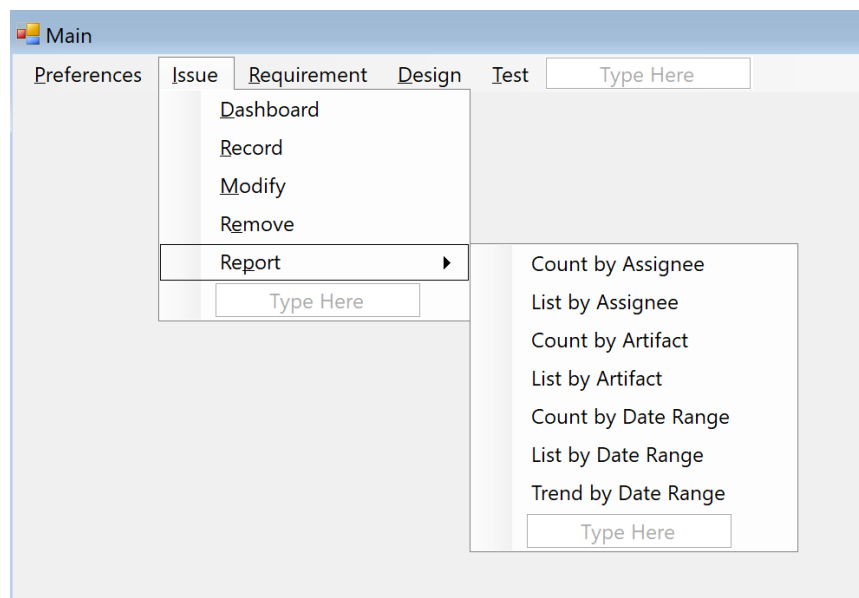 Main
Preferences Issue Requirement Design Test Type Here
Dashboard
Record
Modify
Remove
Report
Type Here
Count by Assignee
List by Assignee
Count by Artifact
List by Artifact
Count by Date Range
List by Date Range
Trend by Date Range
Type Here